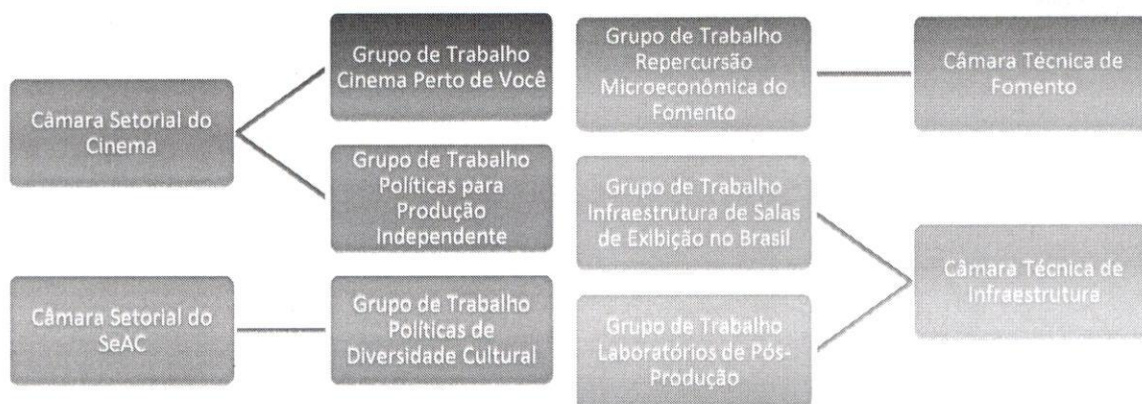 Câmara Setorial do
Cinema
Grupo de Trabalho
Cinema Perto de Você
Grupo de Trabalho
Políticas para
Produção
Independente
Câmara Setorial do
SeAC
Grupo de Trabalho
Políticas de
Diversidade Cultural
Grupo de Trabalho
Repercursão
Microeconômica do
Fomento
Câmara Técnica de
Fomento
Grupo de Trabalho
Infraestrutura de Salas
de Exibição no Brasil
Grupo de Trabalho
Laboratórios de Pós-
Produção
Câmara Técnica de
Infraestrutura